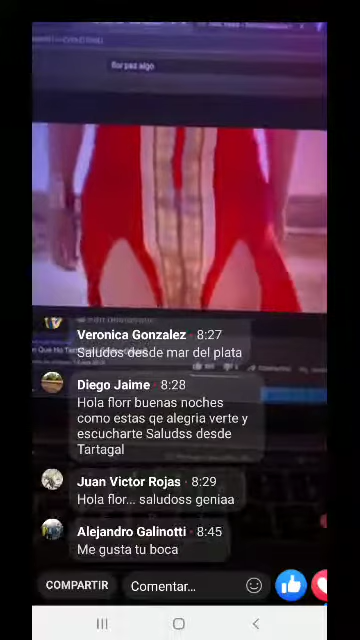 flor paz algo
Veronica Gonzalez · 8:27
Saludos desde mar del plata
Diego Jaime · 8:28
Hola florr buenas noches
como estas qe alegria verte y
escucharte Saludss desde
Tartagal
Juan Victor Rojas · 8:29
Hola flor... saludoss geniaa
Alejandro Galinotti · 8:45
Me gusta tu boca
COMPARTIR
Comentar...